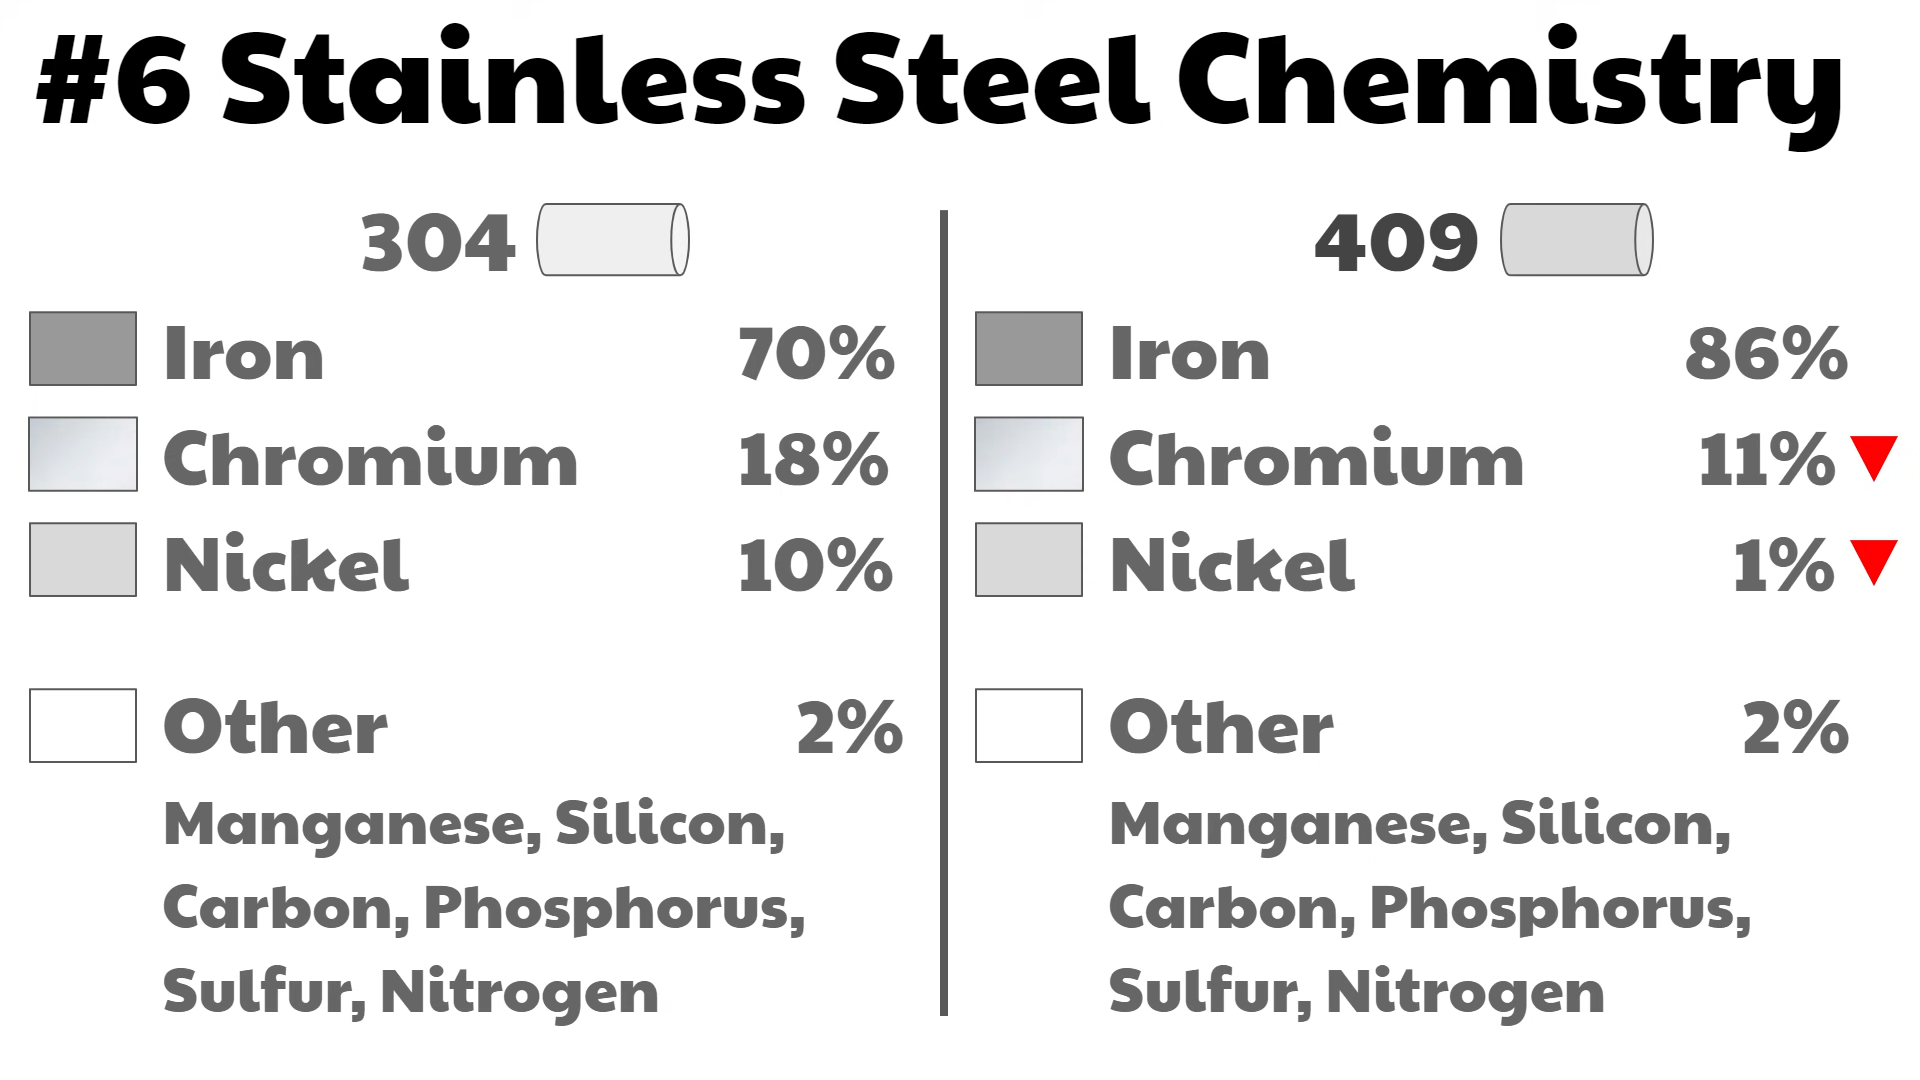 #6 Stainless Steel Chemistry
304
Iron 70%
Chromium 18%
Nickel 10%
Other 2%
Manganese, Silicon,
Carbon, Phosphorus,
Sulfur, Nitrogen
409
Iron 86%
Chromium 11%
Nickel 1%
Other 2%
Manganese, Silicon,
Carbon, Phosphorus,
Sulfur, Nitrogen